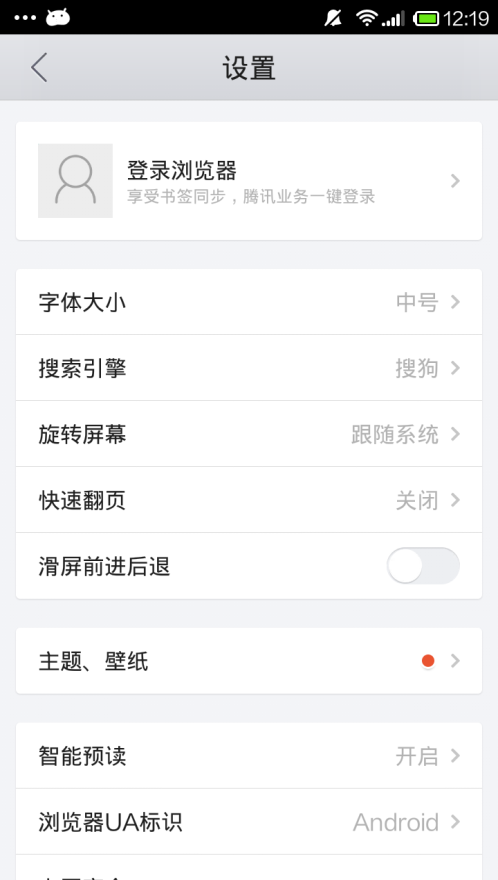 12:19
设置
登录浏览器
享受书签同步，腾讯业务一键登录
字体大小 中号
搜索引擎 搜狗
旋转屏幕 跟随系统
快速翻页 关闭
滑屏前进后退
主题、壁纸
智能预读 开启
浏览器UA标识 Android